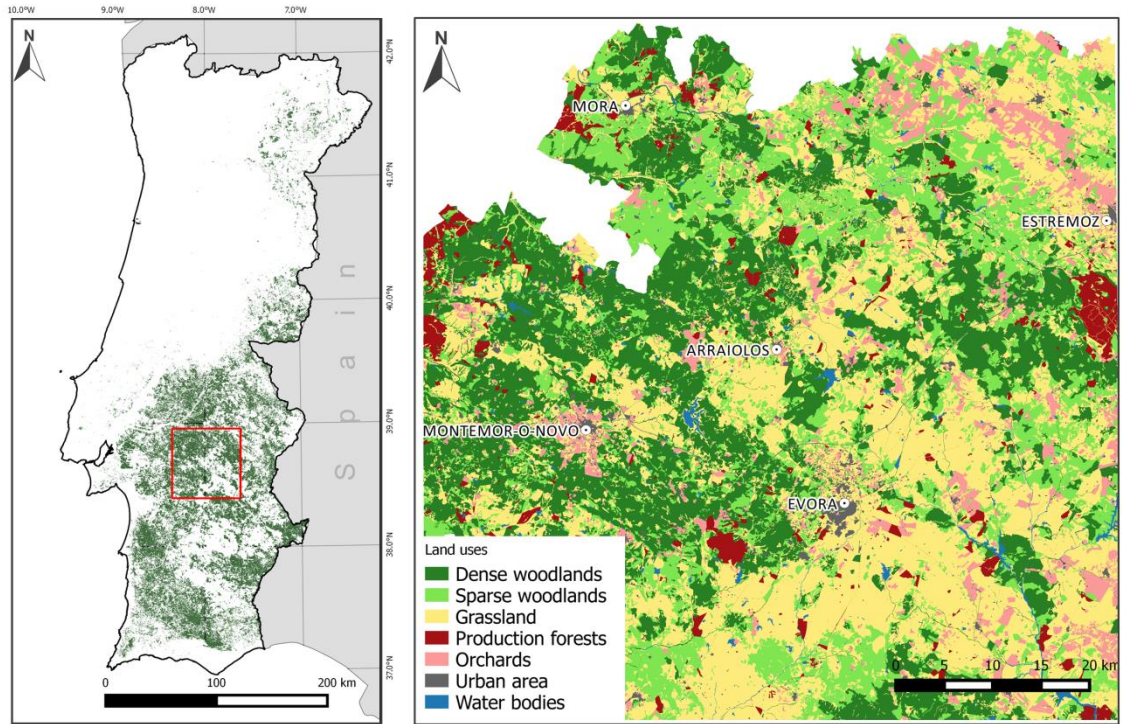 10.0°W 9.0°W 8.0°W 7.0°W
N
42.0°N
41.0°N
40.0°N
39.0°N
38.0°N
37.0°N
Spain
0 100 200 km
N
MORA
ESTREMOZ
ARRAIOLOS
MONTEMOR-O-NOVO
EVORA
Land uses
Dense woodlands
Sparse woodlands
Grassland
Production forests
Orchards
Urban area
Water bodies
0 5 10 15 20 km